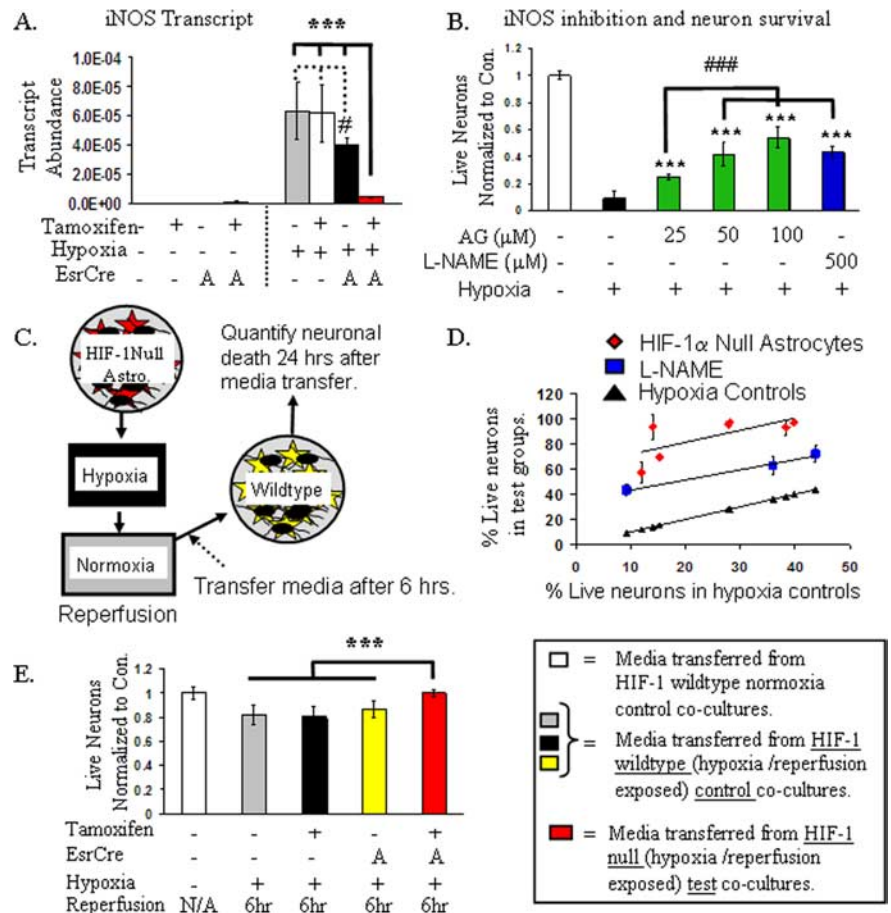 A. iNOS Transcript
***
1.0E-04
8.0E-05
6.0E-05
4.0E-05
2.0E-05
0.0E+00
Transcript
Abundance
#
Tamoxifen - + - + - + - +
Hypoxia - - - - + + + +
EsrCre - - A A - - A A
B. iNOS inhibition and neuron survival
###
1.2
1
0.8
0.6
0.4
0.2
0
Live Neurons
Normalized to Con.
*** *** *** ***
AG (μM) - - 25 50 100 -
L-NAME (μM) - - - - - 500
Hypoxia - + + + + +
C.
HIF-1Null
Astro.
Hypoxia
Normoxia
Reperfusion
Quantify neuronal
death 24 hrs after
media transfer.
Wildtype
Transfer media after 6 hrs.
D.
HIF-1α Null Astrocytes
L-NAME
Hypoxia Controls
140
120
100
80
60
40
20
0
% Live neurons
in test groups.
0 10 20 30 40 50
% Live neurons in hypoxia controls
E.
***
1.2
1
0.8
0.6
0.4
0.2
0
Live Neurons
Normalized to Con.
Tamoxifen - - + - +
EsrCre - - - A A
Hypoxia - + + + +
Reperfusion N/A 6hr 6hr 6hr 6hr
= Media transferred from
HIF-1 wildtype normoxia
control co-cultures.
= Media transferred from HIF-1
wildtype (hypoxia /reperfusion
exposed) control co-cultures.
= Media transferred from HIF-1
null (hypoxia /reperfusion
exposed) test co-cultures.